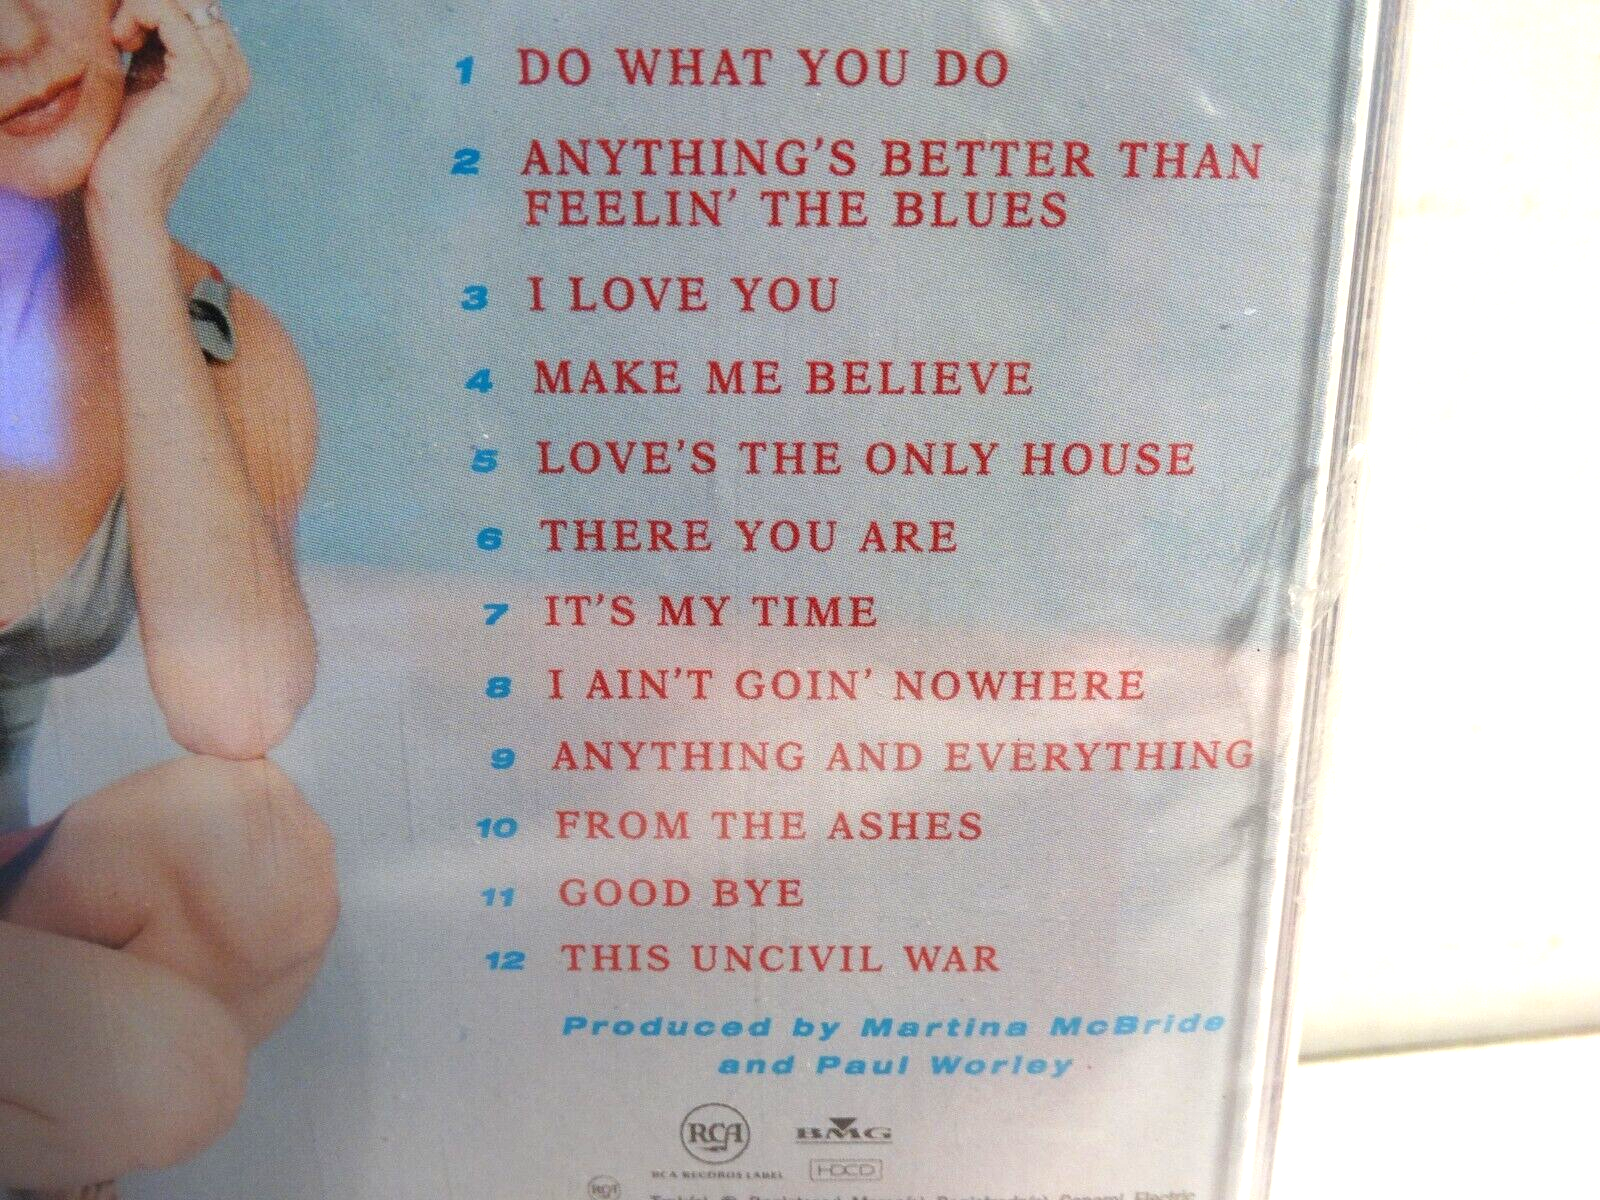 1 DO WHAT YOU DO
2 ANYTHING'S BETTER THAN
FEELIN' THE BLUES
3 I LOVE YOU
4 MAKE ME BELIEVE
5 LOVE'S THE ONLY HOUSE
6 THERE YOU ARE
7 IT'S MY TIME
8 I AIN'T GOIN' NOWHERE
9 ANYTHING AND EVERYTHING
10 FROM THE ASHES
11 GOOD BYE
12 THIS UNCIVIL WAR
Produced by Martina McBride
and Paul Worley
RCA BMG
RCA RECORDS LABEL HDCD
RCA